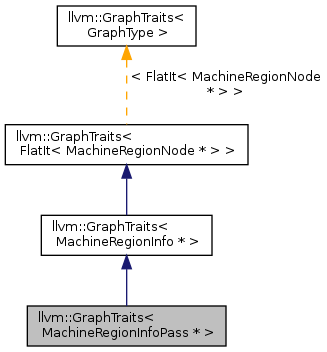 llvm::GraphTraits<
GraphType >
< FlatIt< MachineRegionNode
* > >
llvm::GraphTraits<
FlatIt< MachineRegionNode * > >
llvm::GraphTraits<
MachineRegionInfo * >
llvm::GraphTraits<
MachineRegionInfoPass * >